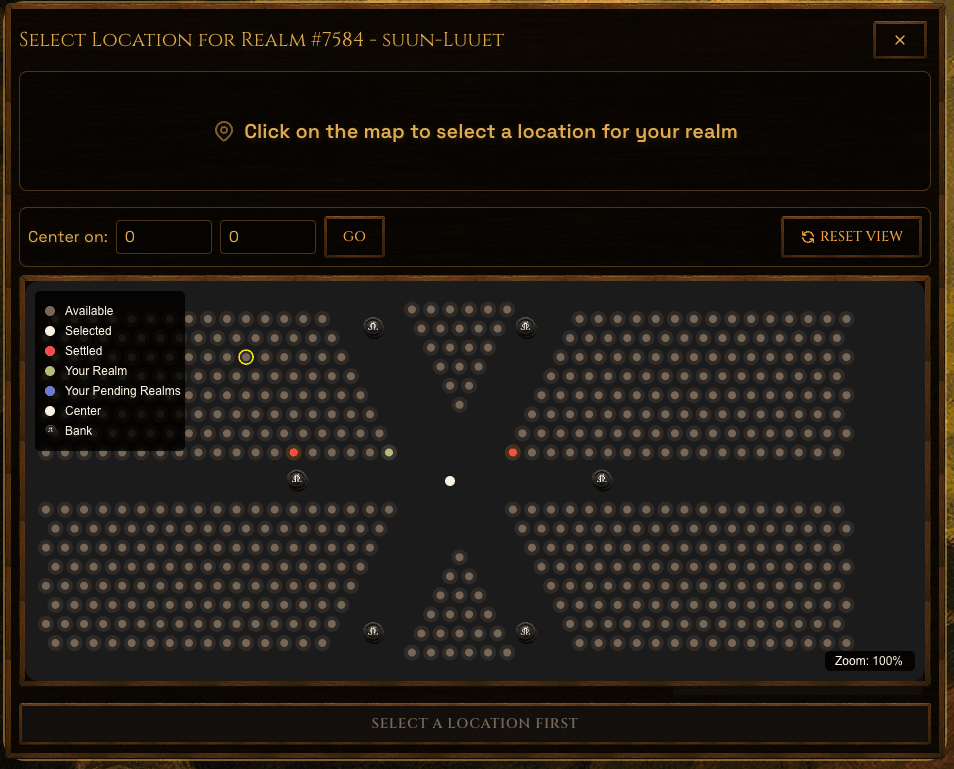 Select Location for Realm #7584 - suun-Luuet
Click on the map to select a location for your realm
Center on: 0 0 GO RESET VIEW
Available
Selected
Settled
Your Realm
Your Pending Realms
Center
Bank
Zoom: 100%
SELECT A LOCATION FIRST